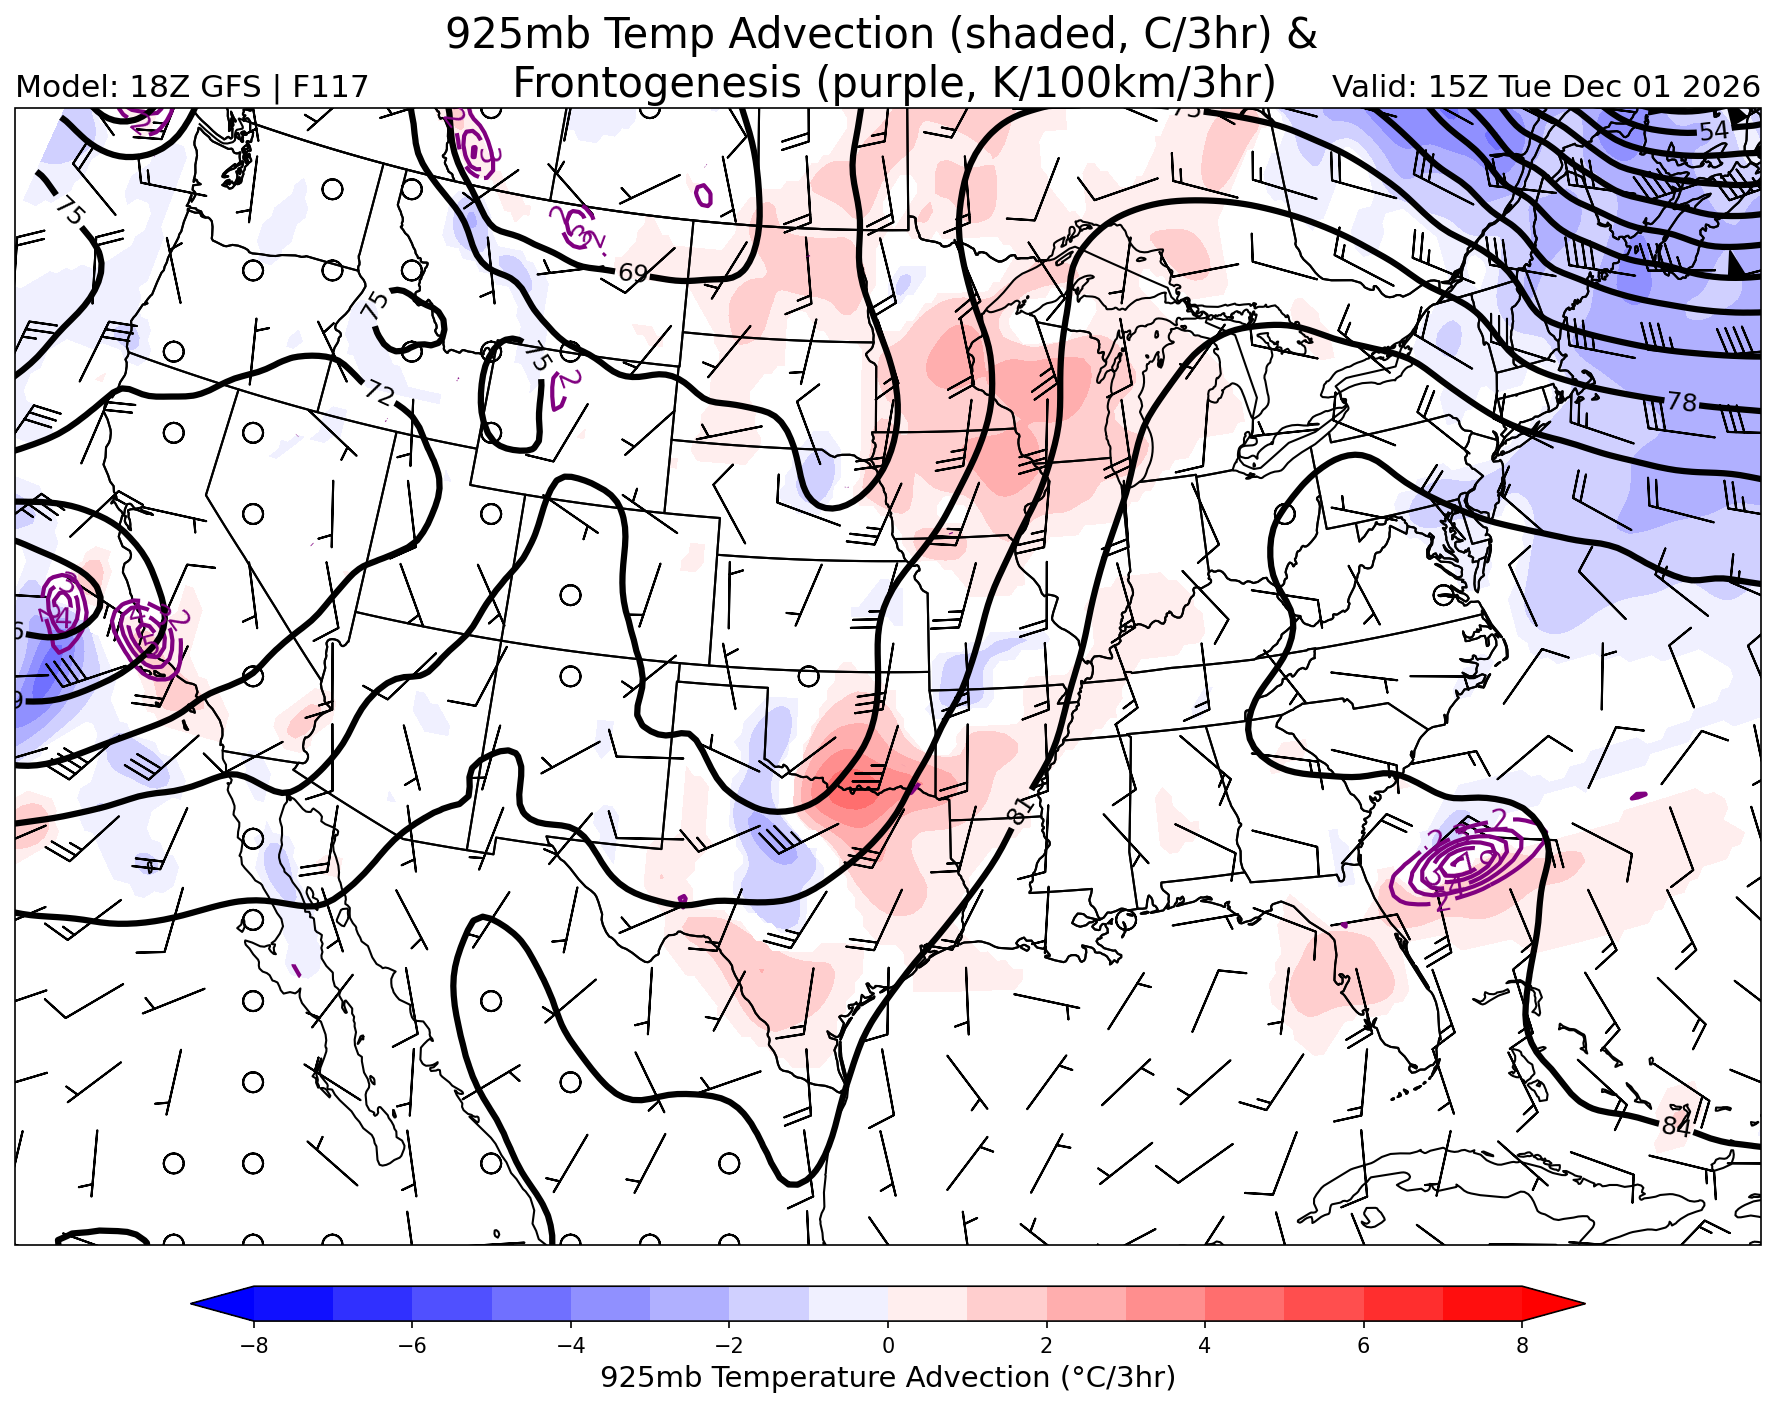 925mb Temp Advection (shaded, C/3hr) &
Frontogenesis (purple, K/100km/3hr)
Model: 18Z GFS | F117
Valid: 15Z Tue Dec 01 2026
54
75
69
75
75
72
78
81
84
−8 −6 −4 −2 0 2 4 6 8
925mb Temperature Advection (°C/3hr)